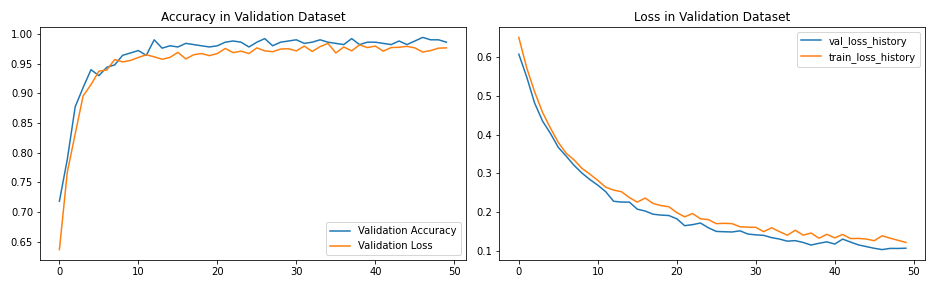 Accuracy in Validation Dataset
1.00
0.95
0.90
0.85
0.80
0.75
0.70
0.65
0 10 20 30 40 50
Validation Accuracy
Validation Loss
Loss in Validation Dataset
0.6
0.5
0.4
0.3
0.2
0.1
0 10 20 30 40 50
val_loss_history
train_loss_history